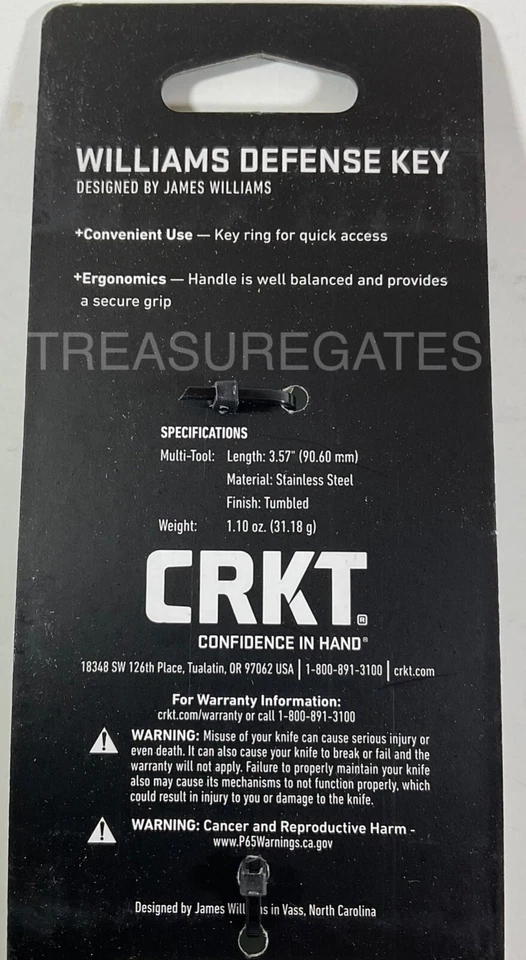 WILLIAMS DEFENSE KEY
DESIGNED BY JAMES WILLIAMS
+Convenient Use — Key ring for quick access
+Ergonomics — Handle is well balanced and provides
a secure grip
TREASUREGATES
SPECIFICATIONS
Multi-Tool: Length: 3.57" (90.60 mm)
Material: Stainless Steel
Finish: Tumbled
Weight: 1.10 oz. (31.18 g)
CRKT®
CONFIDENCE IN HAND®
18348 SW 126th Place, Tualatin, OR 97062 USA | 1-800-891-3100 | crkt.com
For Warranty Information:
crkt.com/warranty or call 1-800-891-3100
WARNING: Misuse of your knife can cause serious injury or
even death. It can also cause your knife to break or fail and the
warranty will not apply. Failure to properly maintain your knife
also may cause its mechanisms to not function properly, which
could result in injury to you or damage to the knife.
WARNING: Cancer and Reproductive Harm -
www.P65Warnings.ca.gov
Designed by James Williams in Vass, North Carolina